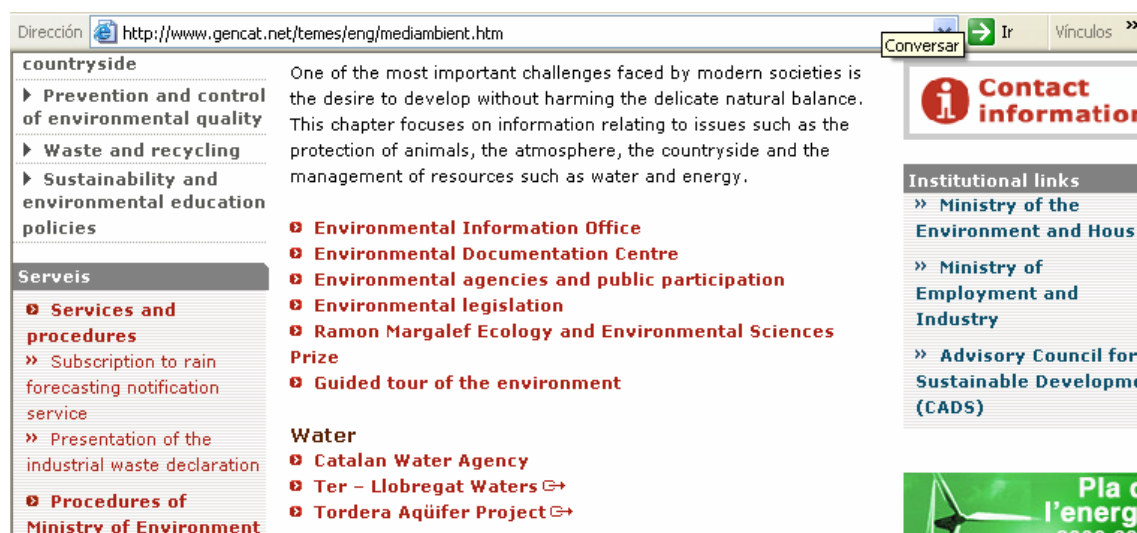 Dirección http://www.gencat.net/temes/eng/mediambient.htm Ir Vínculos »
Conversar
countryside
Prevention and control
of environmental quality
Waste and recycling
Sustainability and
environmental education
policies
Serveis
Services and
procedures
» Subscription to rain
forecasting notification
service
» Presentation of the
industrial waste declaration
Procedures of
Ministry of Environment
One of the most important challenges faced by modern societies is
the desire to develop without harming the delicate natural balance.
This chapter focuses on information relating to issues such as the
protection of animals, the atmosphere, the countryside and the
management of resources such as water and energy.
Environmental Information Office
Environmental Documentation Centre
Environmental agencies and public participation
Environmental legislation
Ramon Margalef Ecology and Environmental Sciences
Prize
Guided tour of the environment
Water
Catalan Water Agency
Ter – Llobregat Waters
Tordera Aqüifer Project
Contact
information
Institutional links
» Ministry of the
Environment and Hous
» Ministry of
Employment and
Industry
» Advisory Council for
Sustainable Developme
(CADS)
Pla d
l'energ